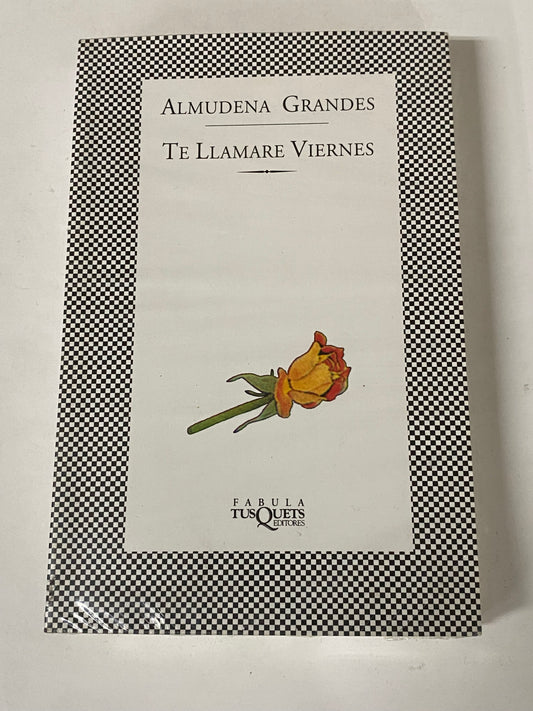 ALMUDENA GRANDES
TE LLAMARE VIERNES
FABULA
TUSQUETS
EDITORES